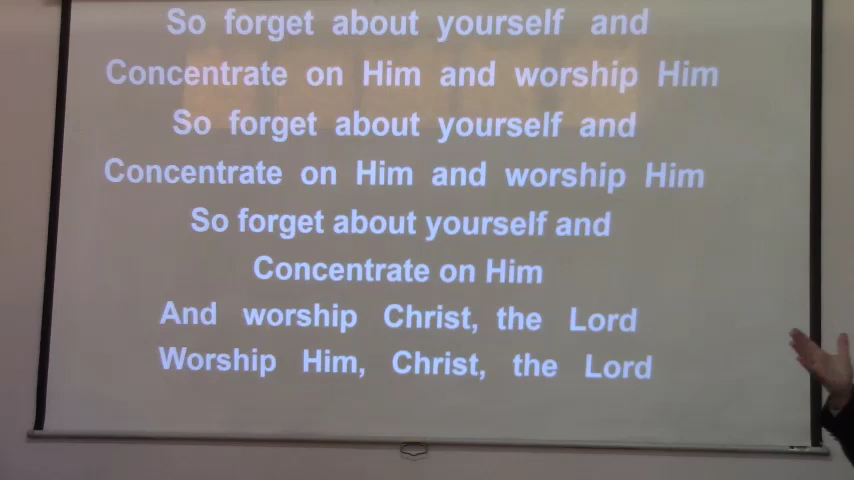 So forget about yourself and
Concentrate on Him and worship Him
So forget about yourself and
Concentrate on Him and worship Him
So forget about yourself and
Concentrate on Him
And worship Christ, the Lord
Worship Him, Christ, the Lord